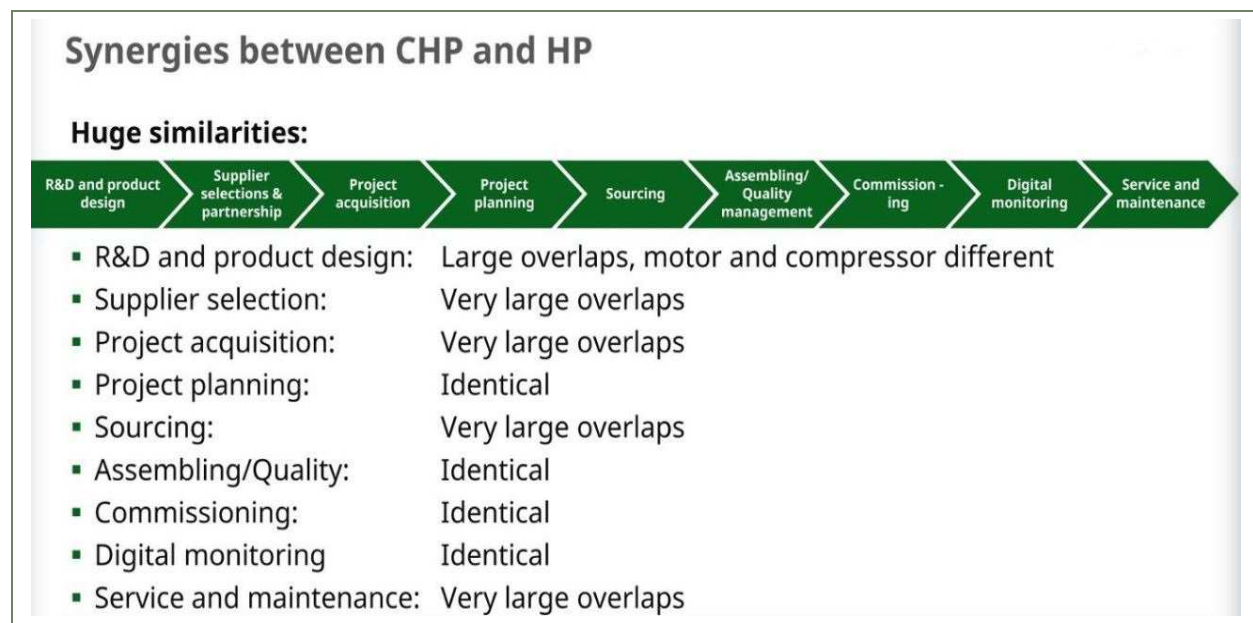 Synergies between CHP and HP
Huge similarities:
R&D and product
design
Supplier
selections &
partnership
Project
acquisition
Project
planning
Sourcing
Assembling/
Quality
management
Commission -
ing
Digital
monitoring
Service and
maintenance
▪ R&D and product design: Large overlaps, motor and compressor different
▪ Supplier selection: Very large overlaps
▪ Project acquisition: Very large overlaps
▪ Project planning: Identical
▪ Sourcing: Very large overlaps
▪ Assembling/Quality: Identical
▪ Commissioning: Identical
▪ Digital monitoring Identical
▪ Service and maintenance: Very large overlaps